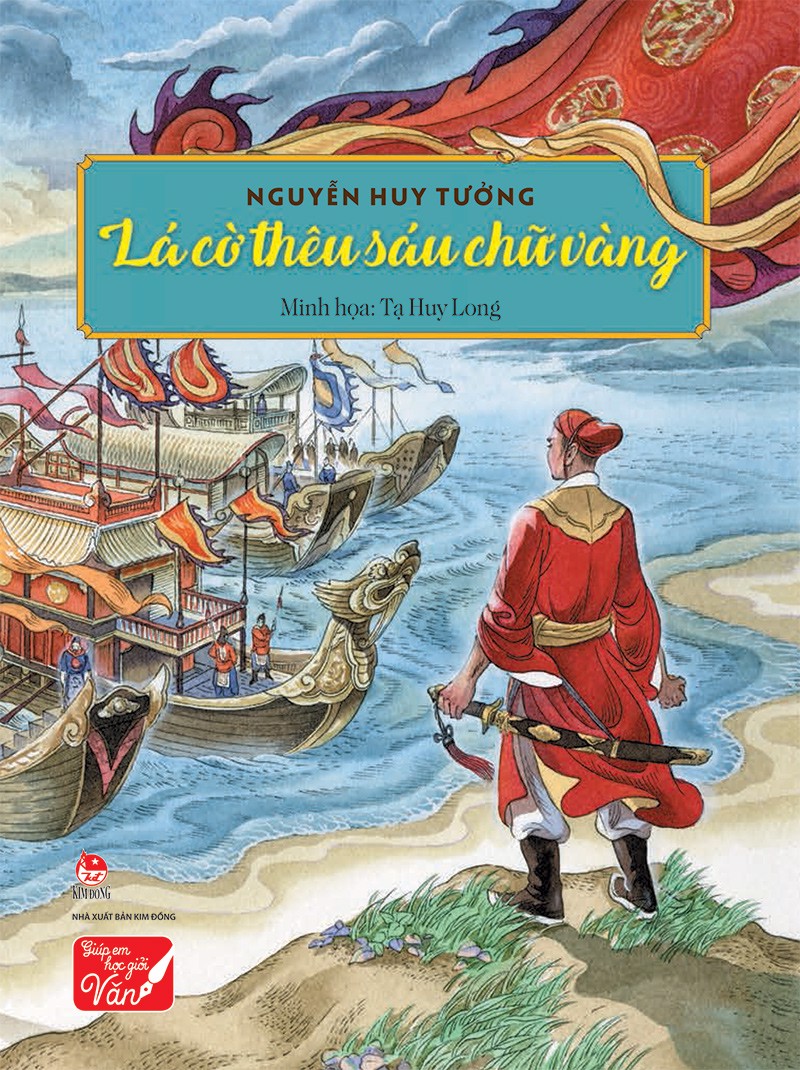 NGUYỄN HUY TƯỞNG
Lá cờ thêu sáu chữ vàng
Minh họa: Tạ Huy Long
kđ
KIM ĐỒNG
NHÀ XUẤT BẢN KIM ĐỒNG
Giúp em
học giỏi
Văn